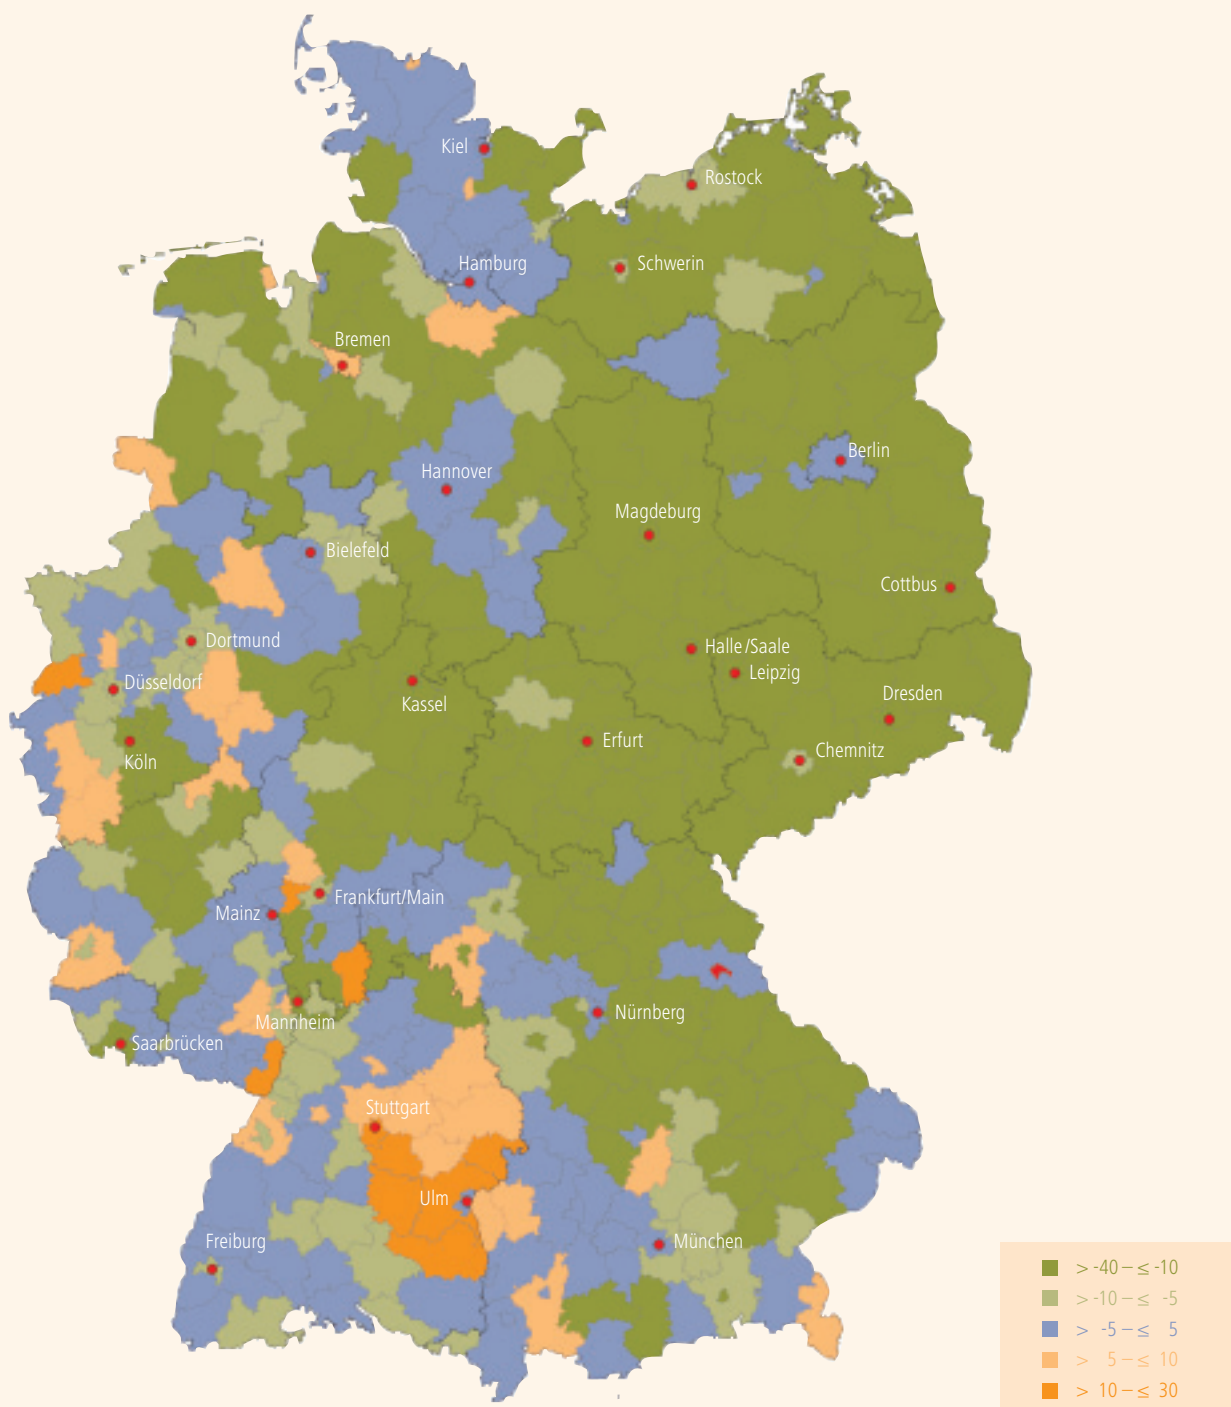 Kiel
Rostock
Hamburg
Schwerin
Bremen
Berlin
Hannover
Magdeburg
Bielefeld
Cottbus
Dortmund
Halle/Saale
Leipzig
Düsseldorf
Dresden
Kassel
Erfurt
Chemnitz
Köln
Frankfurt/Main
Mainz
Nürnberg
Mannheim
Saarbrücken
Stuttgart
Ulm
Freiburg
München
> -40 – ≤ -10
> -10 – ≤ -5
> -5 – ≤ 5
> 5 – ≤ 10
> 10 – ≤ 30